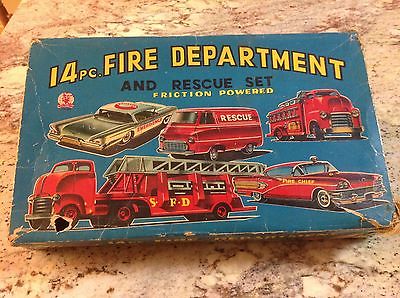 14 PC. FIRE DEPARTMENT
AND RESCUE SET
FRICTION POWERED
RESCUE
FIRE CHIEF
S.F.D